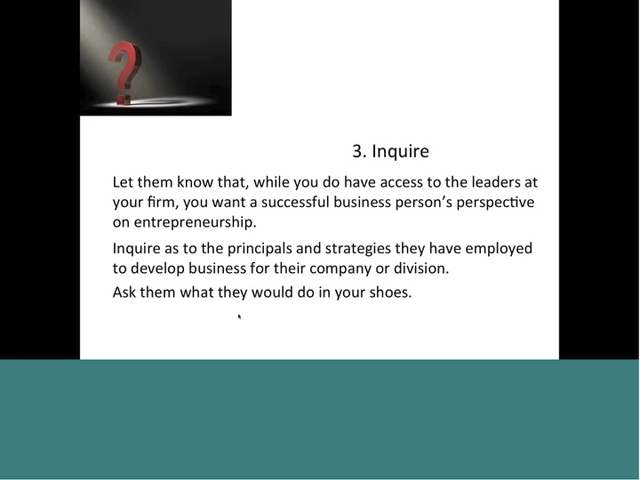 3. Inquire
Let them know that, while you do have access to the leaders at
your firm, you want a successful business person's perspective
on entrepreneurship.
Inquire as to the principals and strategies they have employed
to develop business for their company or division.
Ask them what they would do in your shoes.